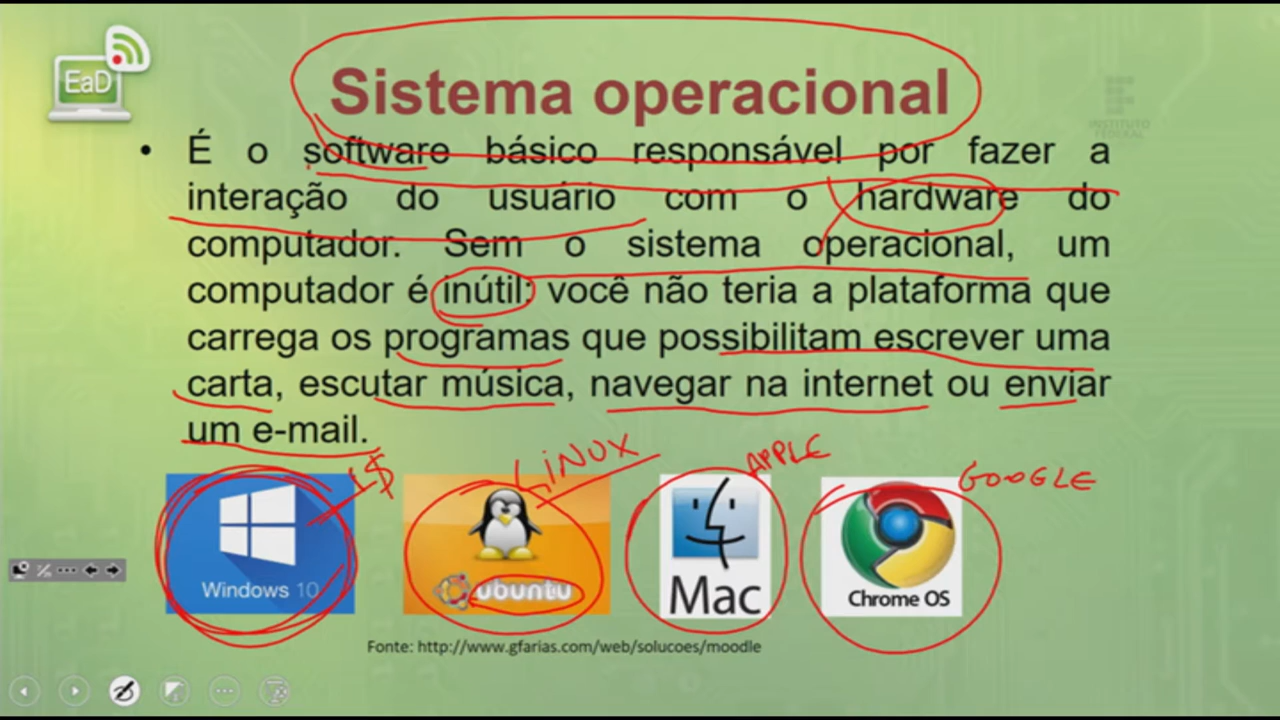 EaD
Sistema operacional
INSTITUTO
FEDERAL
• É o software básico responsável por fazer a
interação do usuário com o hardware do
computador. Sem o sistema operacional, um
computador é inútil: você não teria a plataforma que
carrega os programas que possibilitam escrever uma
carta, escutar música, navegar na internet ou enviar
um e-mail.
LINUX
APPLE
GOOGLE
Windows 10
ubuntu
Mac
Chrome OS
Fonte: http://www.gfarias.com/web/solucoes/moodle